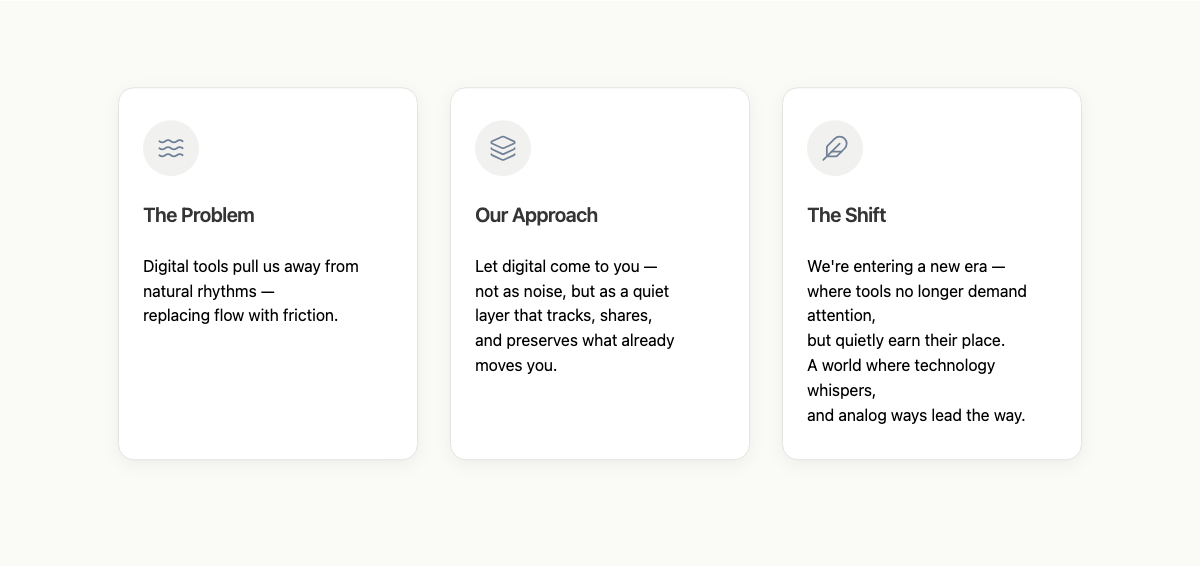 The Problem
Digital tools pull us away from
natural rhythms —
replacing flow with friction.
Our Approach
Let digital come to you —
not as noise, but as a quiet
layer that tracks, shares,
and preserves what already
moves you.
The Shift
We're entering a new era —
where tools no longer demand
attention,
but quietly earn their place.
A world where technology
whispers,
and analog ways lead the way.